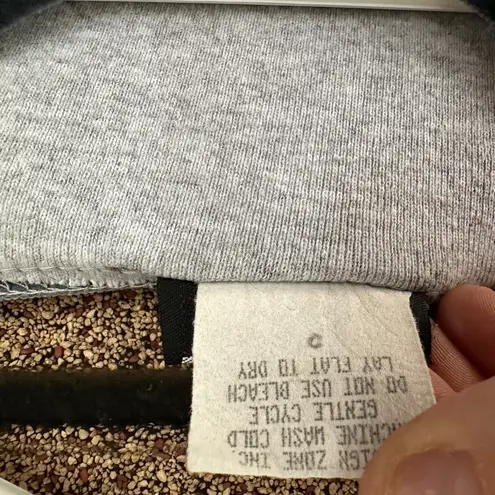 IGN ZONE INC.
ACHINE WASH COLD
GENTLE CYCLE
DO NOT USE BLEACH
LAY FLAT TO DRY
C